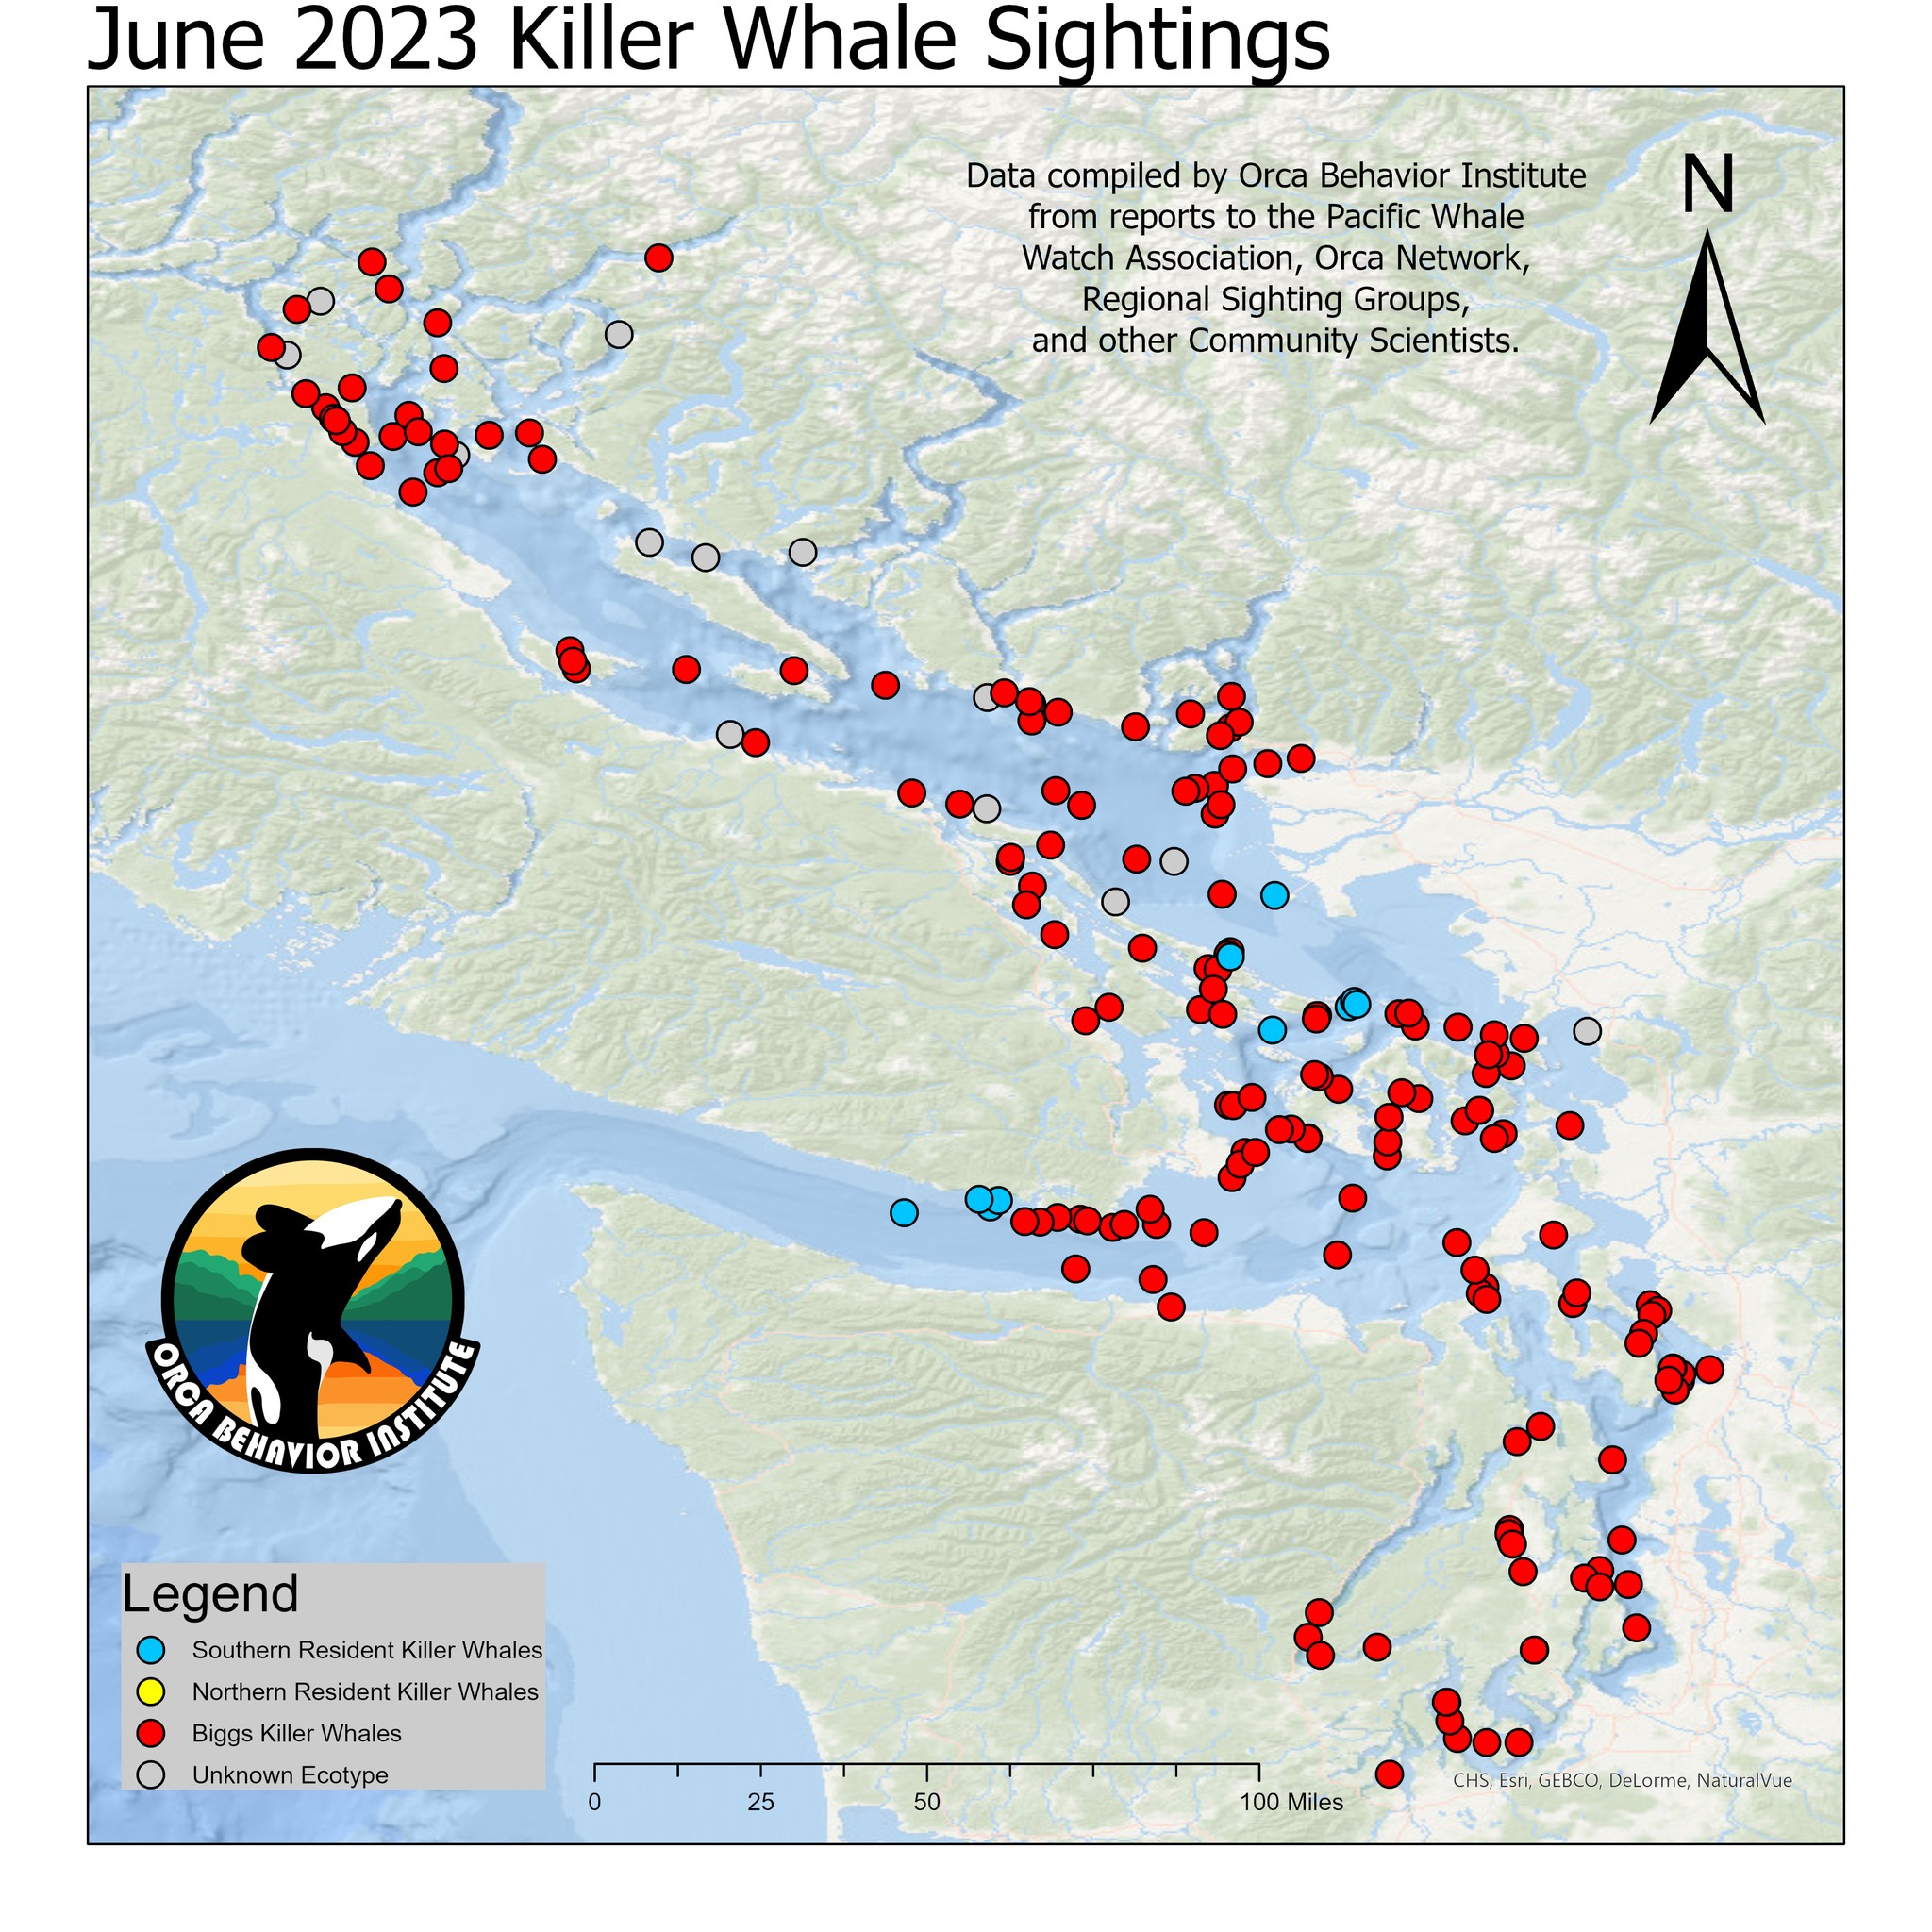 June 2023 Killer Whale Sightings
Data compiled by Orca Behavior Institute
from reports to the Pacific Whale
Watch Association, Orca Network,
Regional Sighting Groups,
and other Community Scientists.
N
ORCA BEHAVIOR INSTITUTE
Legend
Southern Resident Killer Whales
Northern Resident Killer Whales
Biggs Killer Whales
Unknown Ecotype
0 25 50 100 Miles
CHS, Esri, GEBCO, DeLorme, NaturalVue